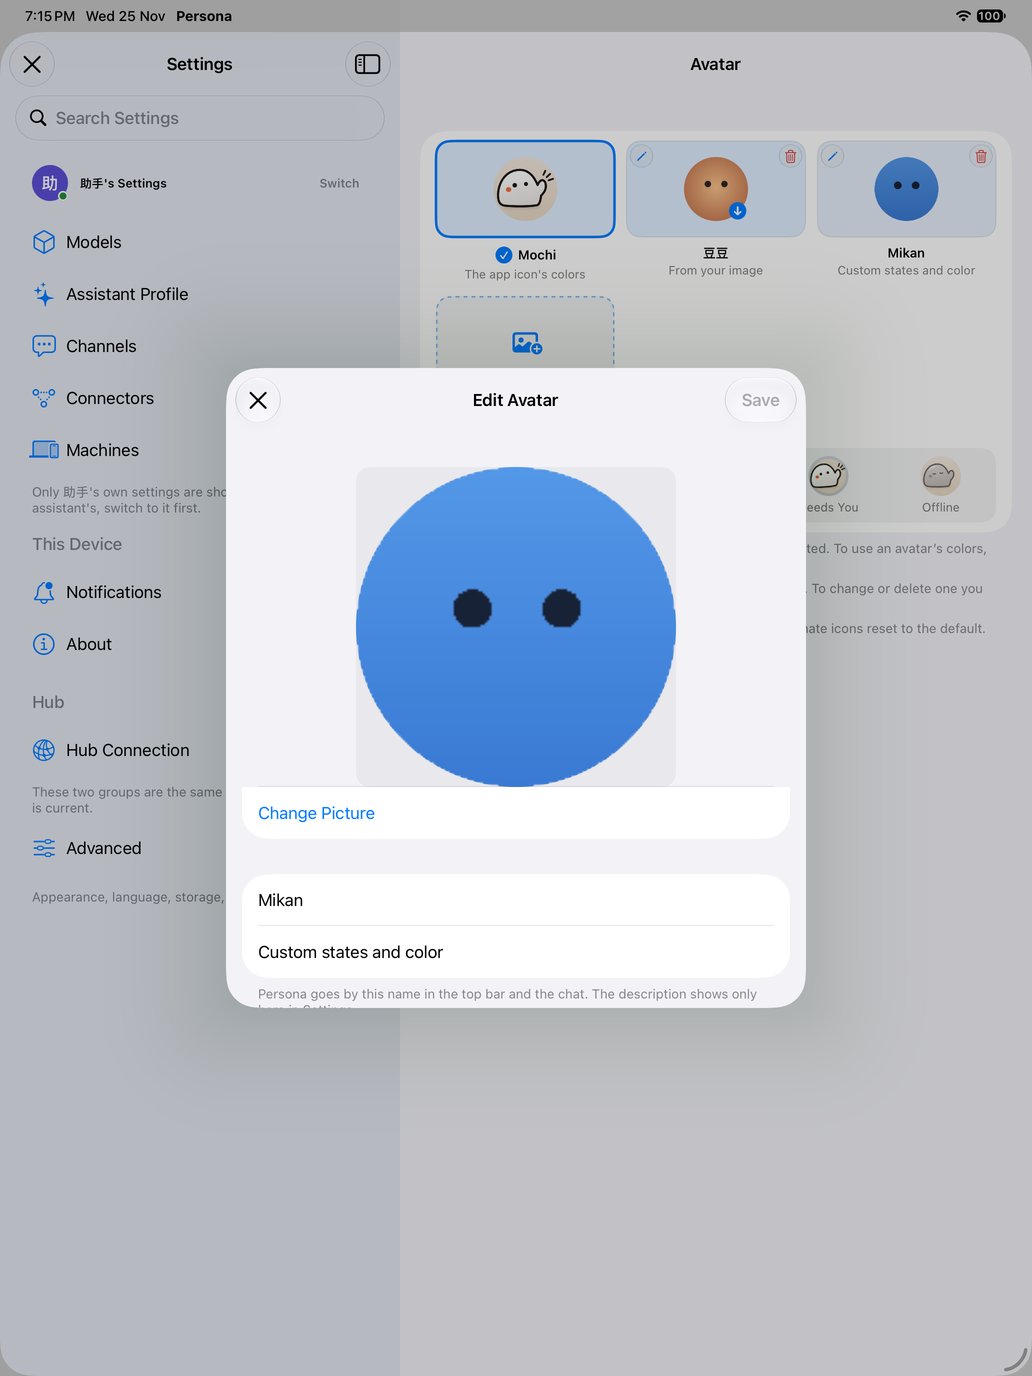 7:15 PM Wed 25 Nov Persona
100
Settings
Avatar
Search Settings
助
助手's Settings
Switch
Models
Assistant Profile
Channels
Connectors
Machines
Only 助手's own settings are
assistant's, switch to it first.
This Device
Notifications
About
Hub
Hub Connection
These two groups are the same
is current.
Advanced
Appearance, language, storage,
Mochi
The app icon's colors
豆豆
From your image
Mikan
Custom states and color
You
Offline
To use an avatar's colors,
To change or delete one you
icons reset to the default.
Edit Avatar
Save
Change Picture
Mikan
Custom states and color
Persona goes by this name in the top bar and the chat. The description shows only